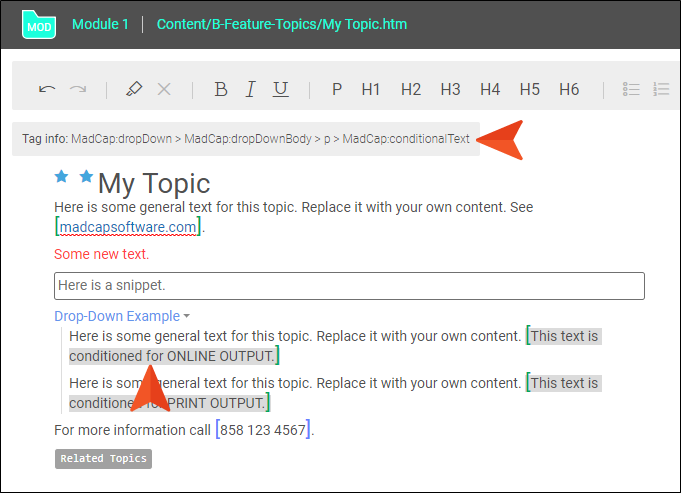 MOD Module 1 Content/B-Feature-Topics/My Topic.htm
B I U P H1 H2 H3 H4 H5 H6
Tag info: MadCap:dropDown > MadCap:dropDownBody > p > MadCap:conditionalText
My Topic
Here is some general text for this topic. Replace it with your own content. See
[madcapsoftware.com].
Some new text.
Here is a snippet.
Drop-Down Example
Here is some general text for this topic. Replace it with your own content. [This text is
conditioned for ONLINE OUTPUT.]
Here is some general text for this topic. Replace it with your own content. [This text is
conditioned for PRINT OUTPUT.]
For more information call [858 123 4567].
Related Topics